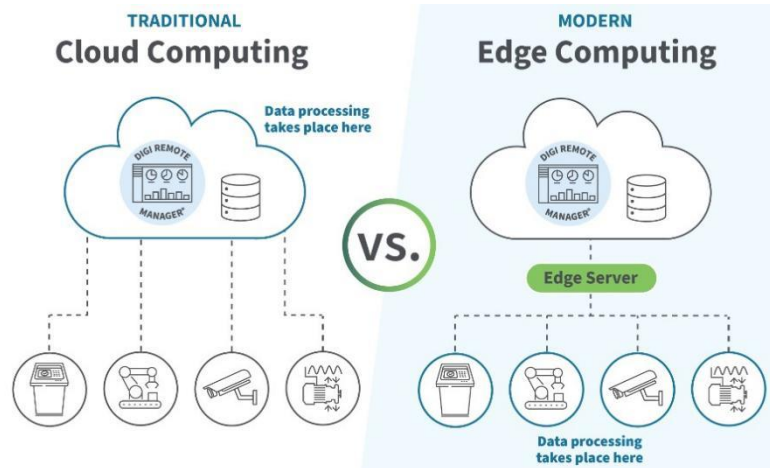 TRADITIONAL
Cloud Computing
Data processing
takes place here
DIGI REMOTE
MANAGER®
VS.
MODERN
Edge Computing
DIGI REMOTE
MANAGER®
Edge Server
Data processing
takes place here